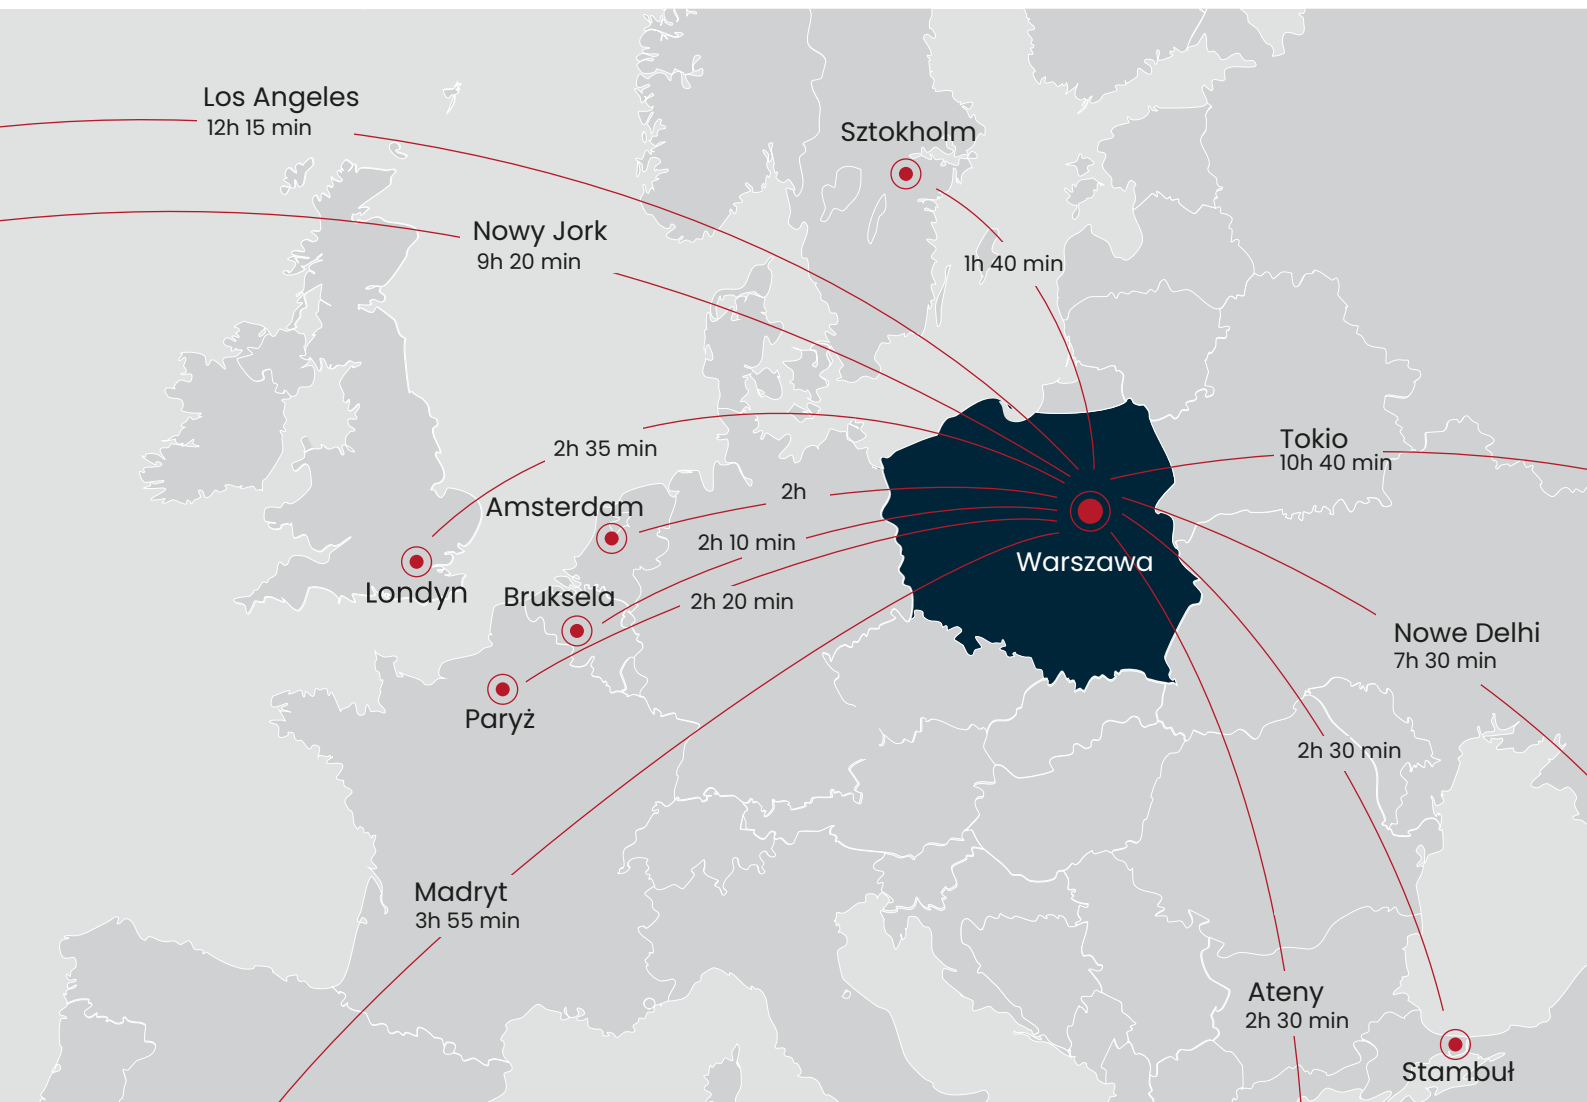 Los Angeles
12h 15 min
Sztokholm
Nowy Jork
9h 20 min
1h 40 min
2h 35 min
Tokio
10h 40 min
2h
Amsterdam
2h 10 min
Warszawa
Londyn
Bruksela
2h 20 min
Nowe Delhi
7h 30 min
Paryż
2h 30 min
Madryt
3h 55 min
Ateny
2h 30 min
Stambuł